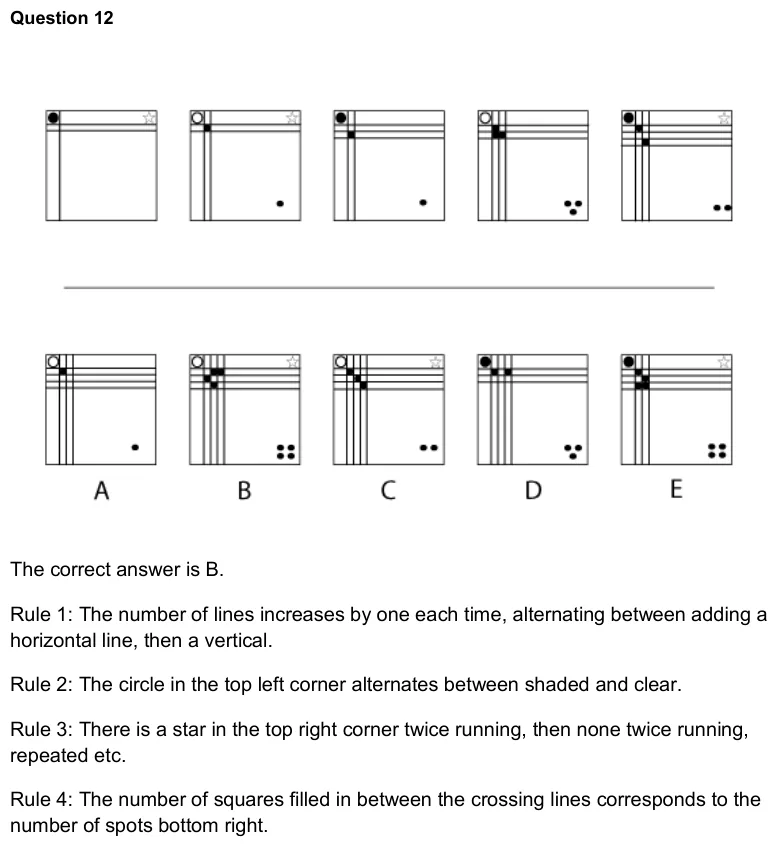 Question 12
A B C D E
The correct answer is B.
Rule 1: The number of lines increases by one each time, alternating between adding a
horizontal line, then a vertical.
Rule 2: The circle in the top left corner alternates between shaded and clear.
Rule 3: There is a star in the top right corner twice running, then none twice running,
repeated etc.
Rule 4: The number of squares filled in between the crossing lines corresponds to the
number of spots bottom right.